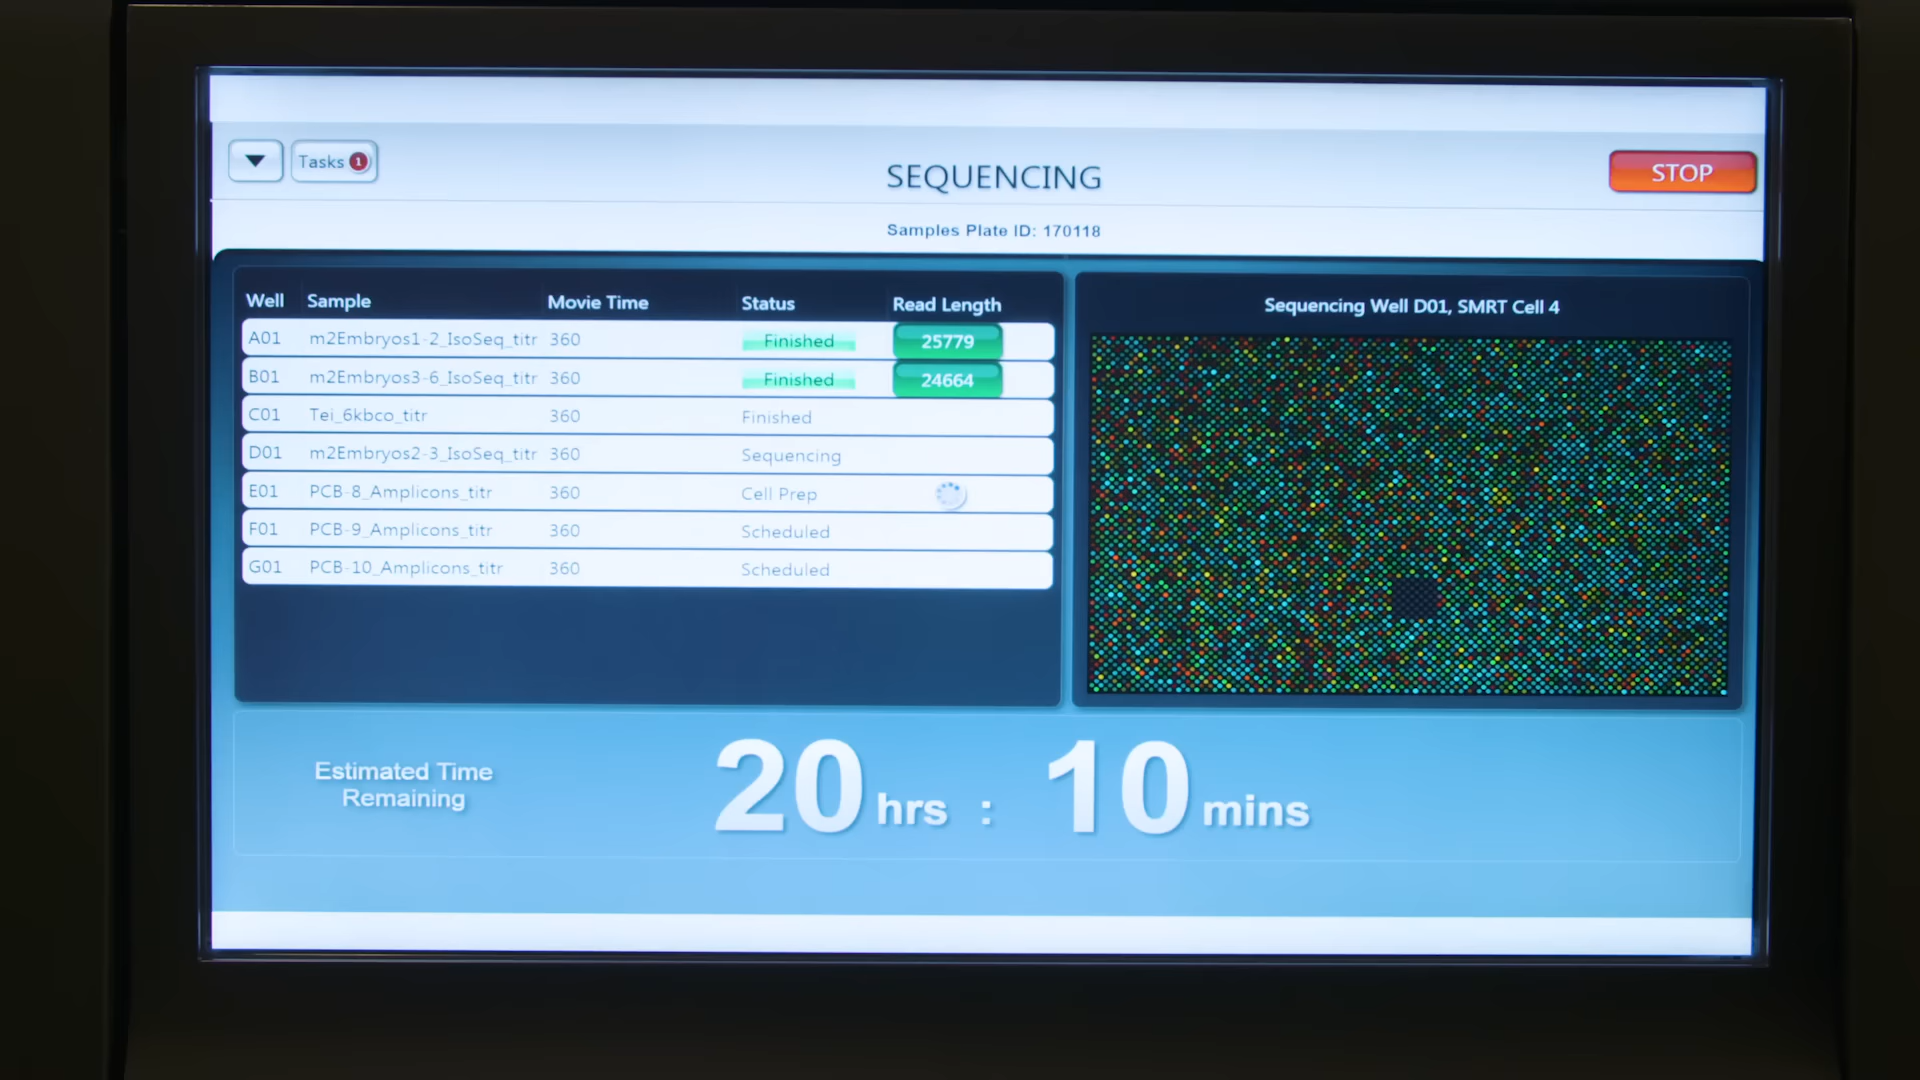 Tasks 1
SEQUENCING
STOP
Samples Plate ID: 170118
Well Sample Movie Time Status Read Length
A01 m2Embryos1-2_IsoSeq_titr 360 Finished 25779
B01 m2Embryos3-6_IsoSeq_titr 360 Finished 24664
C01 Tei_6kbco_titr 360 Finished
D01 m2Embryos2-3_IsoSeq_titr 360 Sequencing
E01 PCB-8_Amplicons_titr 360 Cell Prep
F01 PCB-9_Amplicons_titr 360 Scheduled
G01 PCB-10_Amplicons_titr 360 Scheduled
Sequencing Well D01, SMRT Cell 4
Estimated Time
Remaining
20 hrs : 10 mins